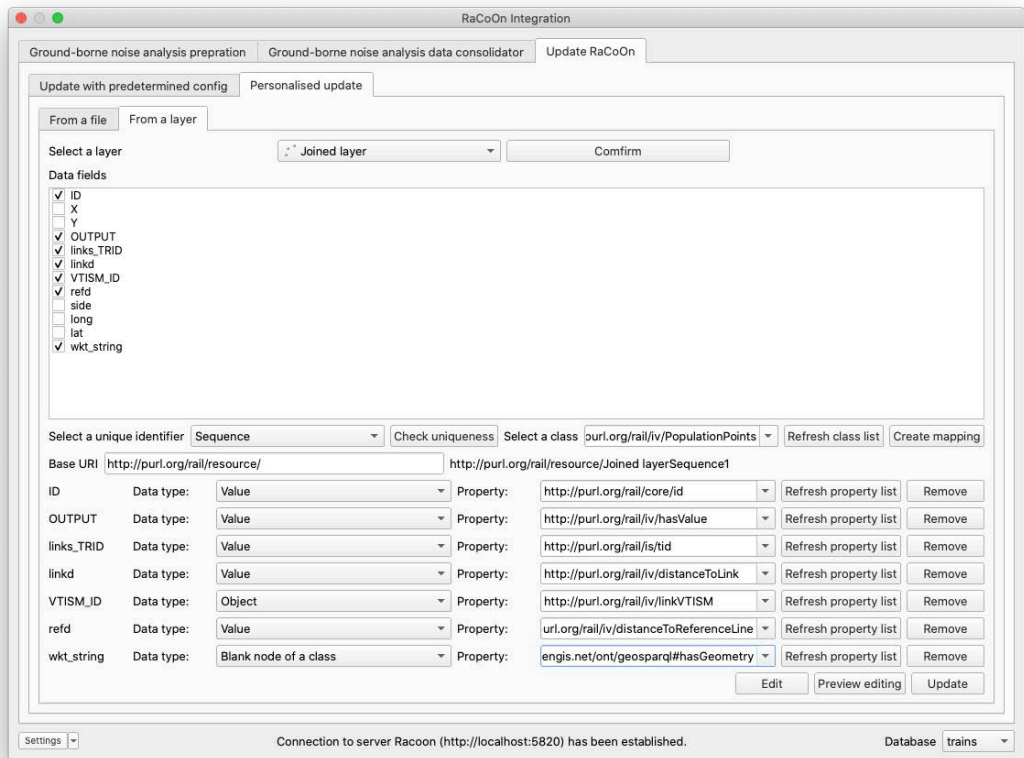 RaCoOn Integration
Ground-borne noise analysis prepration Ground-borne noise analysis data consolidator Update RaCoOn
Update with predetermined config Personalised update
From a file From a layer
Select a layer Joined layer Comfirm
Data fields
ID
X
Y
OUTPUT
links_TRID
linkd
VTISM_ID
refd
side
long
lat
wkt_string
Select a unique identifier Sequence Check uniqueness Select a class purl.org/rail/iv/PopulationPoints Refresh class list Create mapping
Base URI http://purl.org/rail/resource/ http://purl.org/rail/resource/Joined layerSequence1
ID Data type: Value Property: http://purl.org/rail/core/id Refresh property list Remove
OUTPUT Data type: Value Property: http://purl.org/rail/iv/hasValue Refresh property list Remove
links_TRID Data type: Value Property: http://purl.org/rail/is/tid Refresh property list Remove
linkd Data type: Value Property: http://purl.org/rail/iv/distanceToLink Refresh property list Remove
VTISM_ID Data type: Object Property: http://purl.org/rail/iv/linkVTISM Refresh property list Remove
refd Data type: Value Property: url.org/rail/iv/distanceToReferenceLine Refresh property list Remove
wkt_string Data type: Blank node of a class Property: engis.net/ont/geosparql#hasGeometry Refresh property list Remove
Edit Preview editing Update
Settings Connection to server Racoon (http://localhost:5820) has been established. Database trains